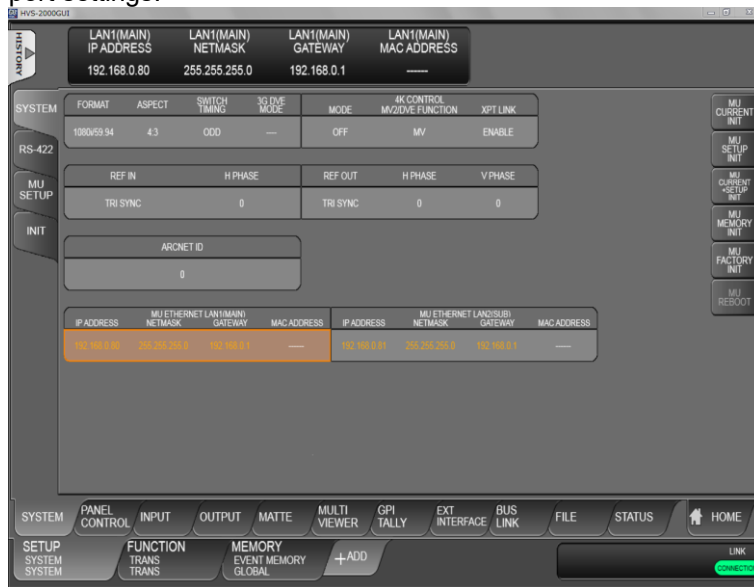 port settings.
HVS-2000GUI
HISTORY
LAN1(MAIN) IP ADDRESS
LAN1(MAIN) NETMASK
LAN1(MAIN) GATEWAY
LAN1(MAIN) MAC ADDRESS
192.168.0.80 255.255.255.0 192.168.0.1 ------
SYSTEM
RS-422
MU SETUP
INIT
FORMAT ASPECT SWITCH TIMING 3G DVE MODE
1080i/59.94 4:3 ODD ---
4K CONTROL
MODE MV2/DVE FUNCTION XPT LINK
OFF MV ENABLE
REF IN H PHASE
TRI SYNC 0
REF OUT H PHASE V PHASE
TRI SYNC 0 0
ARCNET ID
0
MU ETHERNET LAN1(MAIN)
IP ADDRESS NETMASK GATEWAY MAC ADDRESS
192.168.0.80 255.255.255.0 192.168.0.1 ------
MU ETHERNET LAN2(SUB)
IP ADDRESS NETMASK GATEWAY MAC ADDRESS
192.168.0.81 255.255.255.0 192.168.0.1 ------
MU CURRENT INIT
MU SETUP INIT
MU CURRENT +SETUP INIT
MU MEMORY INIT
MU FACTORY INIT
MU REBOOT
SYSTEM PANEL CONTROL INPUT OUTPUT MATTE MULTI VIEWER GPI TALLY EXT INTERFACE BUS LINK FILE STATUS HOME
SETUP
SYSTEM
SYSTEM
FUNCTION
TRANS
TRANS
MEMORY
EVENT MEMORY
GLOBAL
+ADD
LINK
CONNECTION